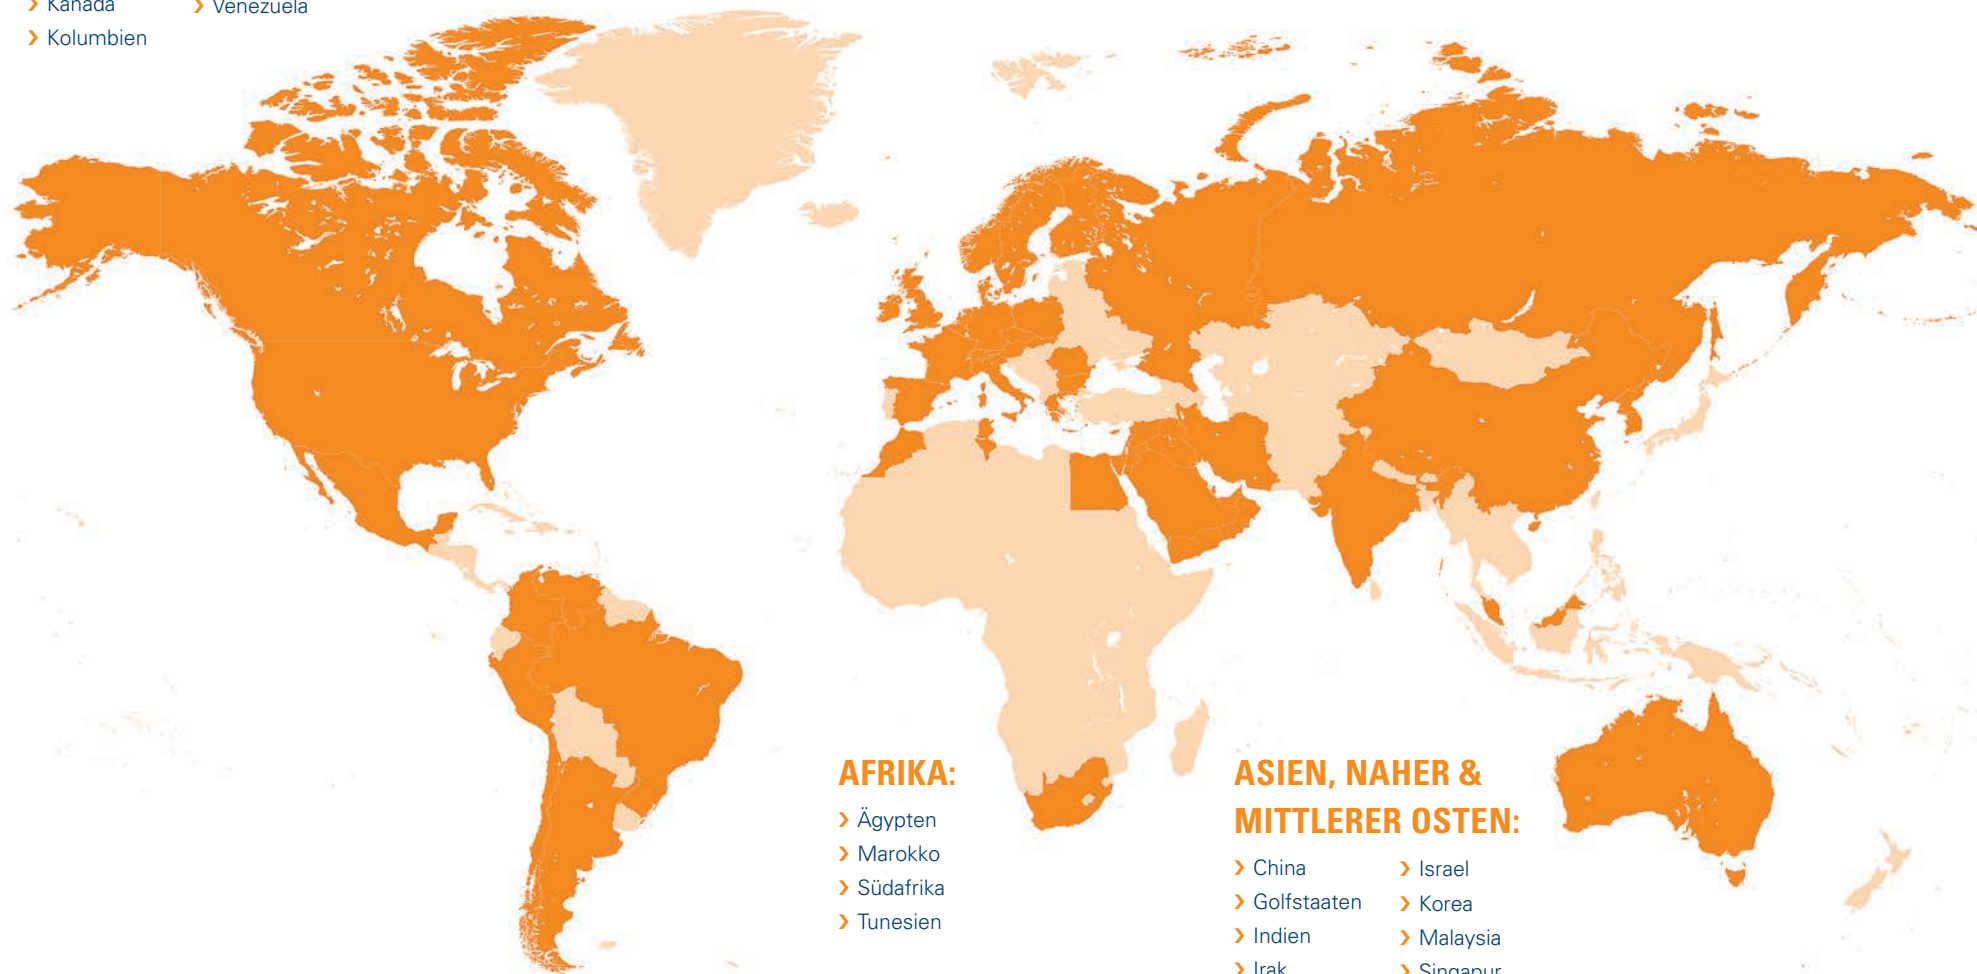 › Kanada
› Venezuela
› Kolumbien
AFRIKA:
› Ägypten
› Marokko
› Südafrika
› Tunesien
ASIEN, NAHER &
MITTLERER OSTEN:
› China
› Golfstaaten
› Indien
› Irak
› Israel
› Korea
› Malaysia
› Singapur